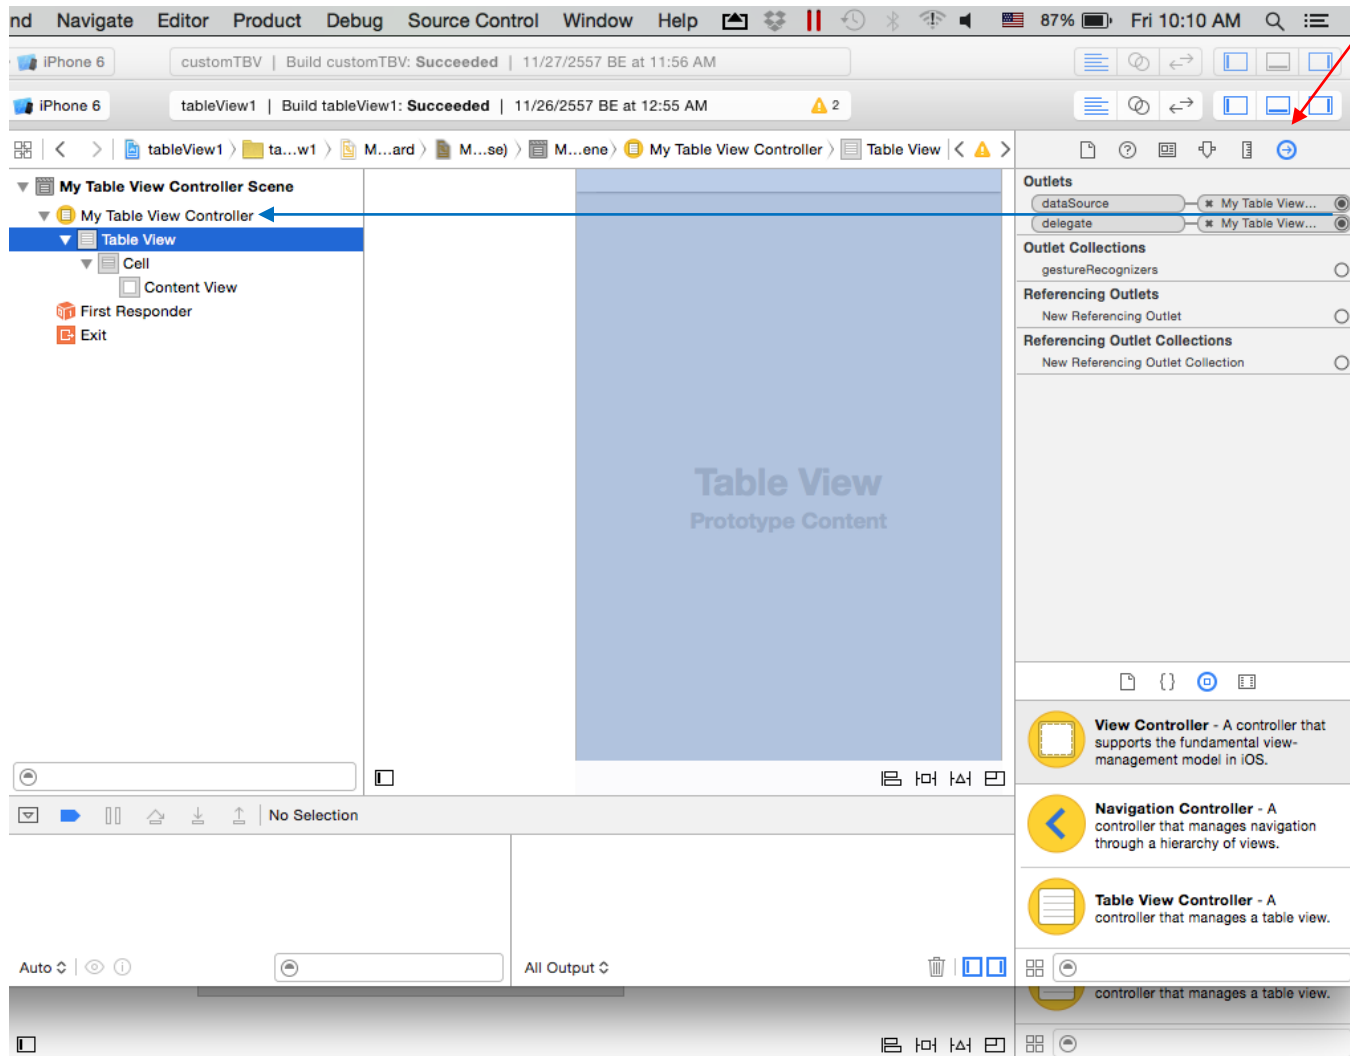 nd Navigate Editor Product Debug Source Control Window Help 87% Fri 10:10 AM
iPhone 6 customTBV | Build customTBV: Succeeded | 11/27/2557 BE at 11:56 AM
iPhone 6 tableView1 | Build tableView1: Succeeded | 11/26/2557 BE at 12:55 AM 2
tableView1 ta...w1 M...ard M...se) M...ene) My Table View Controller Table View
My Table View Controller Scene
My Table View Controller
Table View
Cell
Content View
First Responder
Exit
Table View
Prototype Content
Outlets
dataSource My Table View...
delegate My Table View...
Outlet Collections
gestureRecognizers
Referencing Outlets
New Referencing Outlet
Referencing Outlet Collections
New Referencing Outlet Collection
{}
View Controller - A controller that
supports the fundamental view-
management model in iOS.
Navigation Controller - A
controller that manages navigation
through a hierarchy of views.
Table View Controller - A
controller that manages a table view.
No Selection
Auto
All Output
controller that manages a table view.